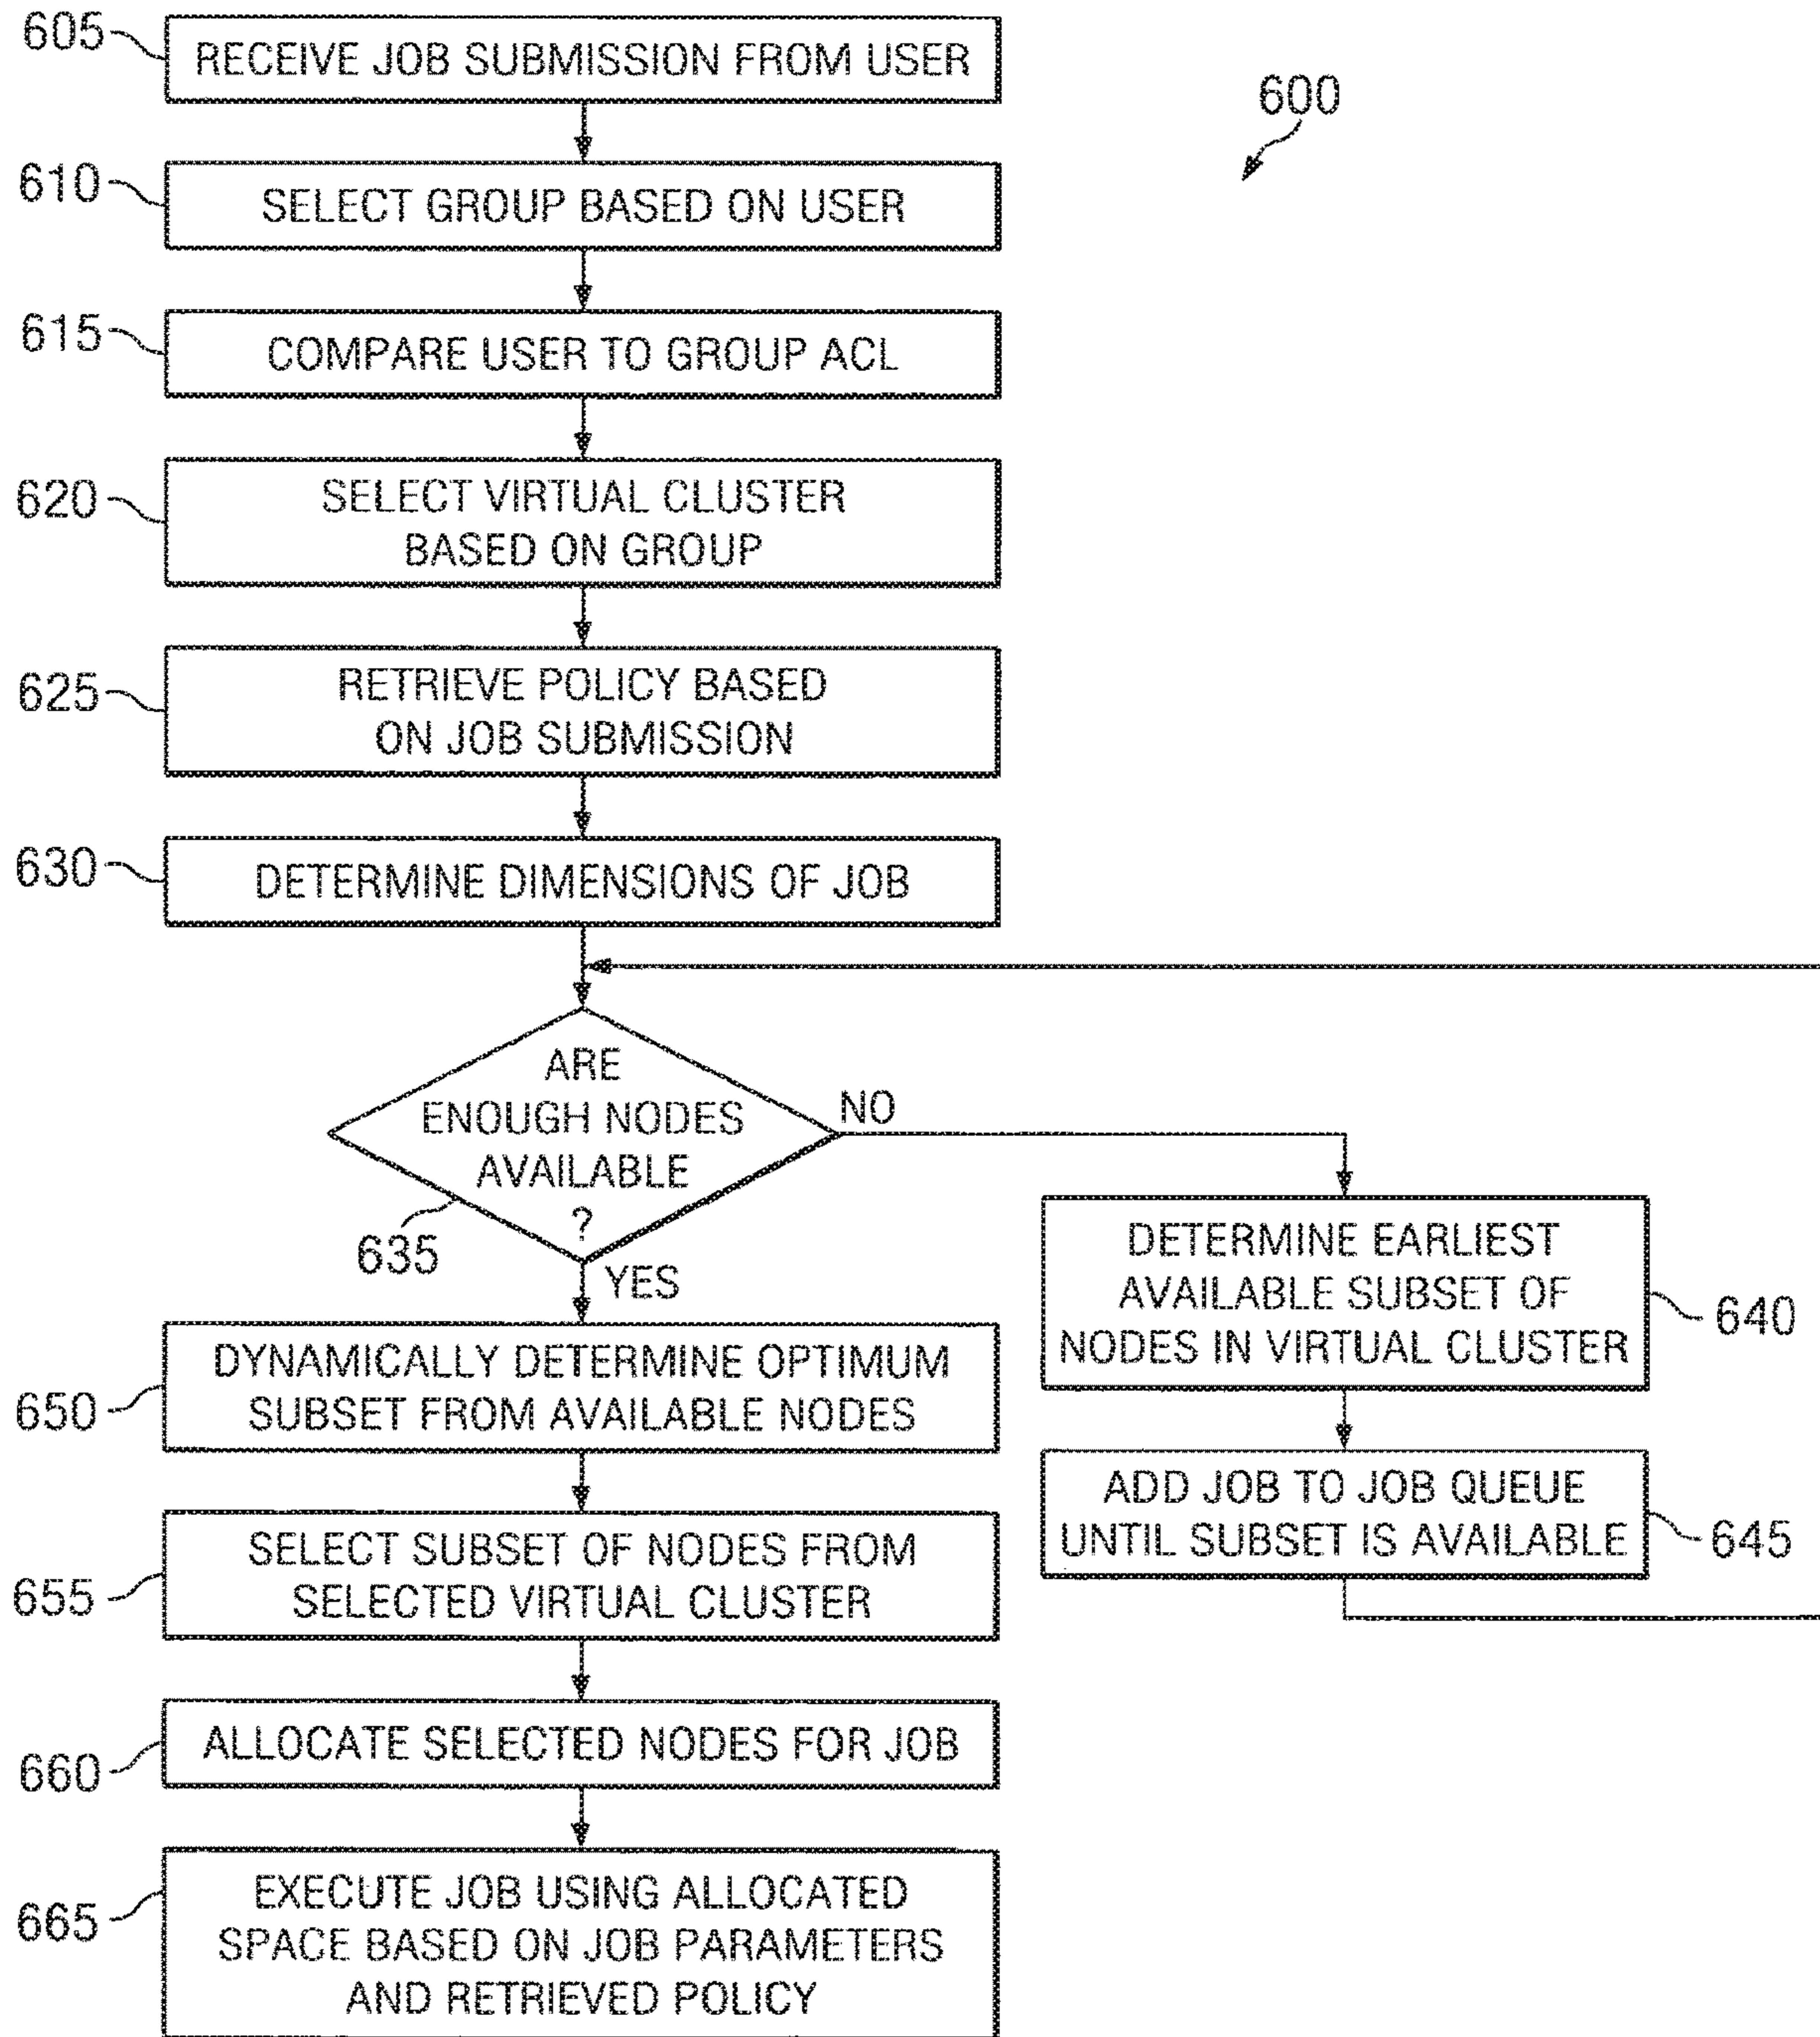 605
RECEIVE JOB SUBMISSION FROM USER
600
610
SELECT GROUP BASED ON USER
615
COMPARE USER TO GROUP ACL
620
SELECT VIRTUAL CLUSTER
BASED ON GROUP
625
RETRIEVE POLICY BASED
ON JOB SUBMISSION
630
DETERMINE DIMENSIONS OF JOB
ARE
ENOUGH NODES
AVAILABLE
?
635
NO
YES
DETERMINE EARLIEST
AVAILABLE SUBSET OF
NODES IN VIRTUAL CLUSTER
640
ADD JOB TO JOB QUEUE
UNTIL SUBSET IS AVAILABLE
645
650
DYNAMICALLY DETERMINE OPTIMUM
SUBSET FROM AVAILABLE NODES
655
SELECT SUBSET OF NODES FROM
SELECTED VIRTUAL CLUSTER
660
ALLOCATE SELECTED NODES FOR JOB
665
EXECUTE JOB USING ALLOCATED
SPACE BASED ON JOB PARAMETERS
AND RETRIEVED POLICY